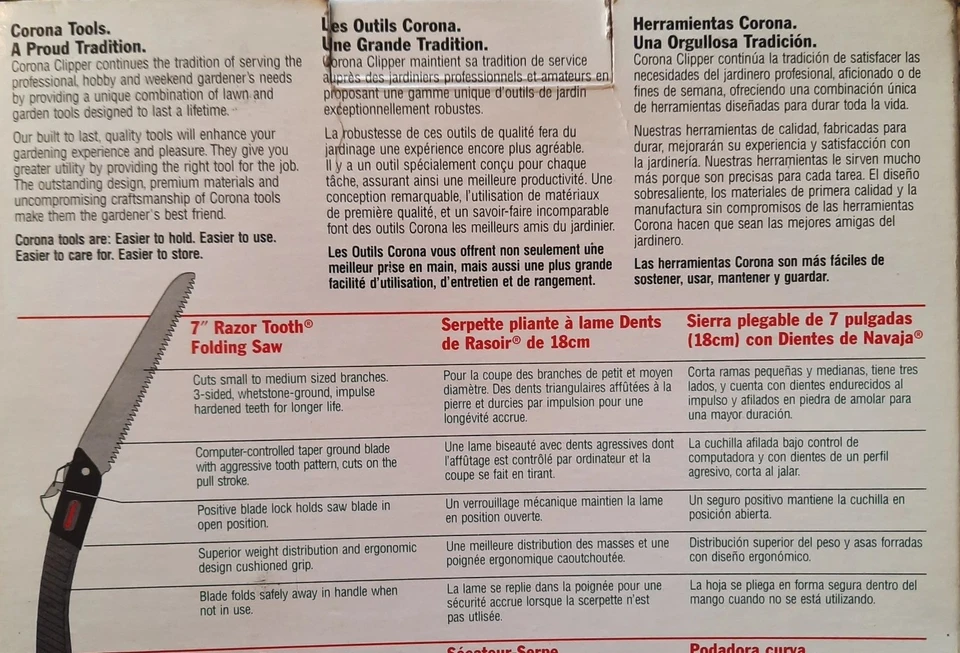 Corona Tools.
A Proud Tradition.
Corona Clipper continues the tradition of serving the
professional, hobby and weekend gardener's needs
by providing a unique combination of lawn and
garden tools designed to last a lifetime.
Our built to last, quality tools will enhance your
gardening experience and pleasure. They give you
greater utility by providing the right tool for the job.
The outstanding design, premium materials and
uncompromising craftsmanship of Corona tools
make them the gardener's best friend.
Corona tools are: Easier to hold. Easier to use.
Easier to care for. Easier to store.
Les Outils Corona.
Une Grande Tradition.
Corona Clipper maintient sa tradition de service
auprès des jardiniers professionnels et amateurs en
proposant une gamme unique d'outils de jardin
exceptionnellement robustes.
La robustesse de ces outils de qualité fera du
jardinage une expérience encore plus agréable.
Il y a un outil spécialement conçu pour chaque
tâche, assurant ainsi une meilleure productivité. Une
conception remarquable, l'utilisation de matériaux
de première qualité, et un savoir-faire incomparable
font des outils Corona les meilleurs amis du jardinier.
Les Outils Corona vous offrent non seulement une
meilleur prise en main, mais aussi une plus grande
facilité d'utilisation, d'entretien et de rangement.
Herramientas Corona.
Una Orgullosa Tradición.
Corona Clipper continúa la tradición de satisfacer las
necesidades del jardinero profesional, aficionado o de
fines de semana, ofreciendo una combinación única
de herramientas diseñadas para durar toda la vida.
Nuestras herramientas de calidad, fabricadas para
durar, mejorarán su experiencia y satisfacción con
la jardinería. Nuestras herramientas le sirven mucho
más porque son precisas para cada tarea. El diseño
sobresaliente, los materiales de primera calidad y la
manufactura sin compromisos de las herramientas
Corona hacen que sean las mejores amigas del
jardinero.
Las herramientas Corona son más fáciles de
sostener, usar, mantener y guardar.
7" Razor Tooth®
Folding Saw
Serpette pliante à lame Dents
de Rasoir® de 18cm
Sierra plegable de 7 pulgadas
(18cm) con Dientes de Navaja®
Cuts small to medium sized branches.
3-sided, whetstone-ground, impulse
hardened teeth for longer life.
Pour la coupe des branches de petit et moyen
diamètre. Des dents triangulaires affûtées à la
pierre et durcies par impulsion pour une
longévité accrue.
Corta ramas pequeñas y medianas, tiene tres
lados, y cuenta con dientes endurecidos al
impulso y afilados en piedra de amolar para
una mayor duración.
Computer-controlled taper ground blade
with aggressive tooth pattern, cuts on the
pull stroke.
Une lame biseauté avec dents agressives dont
l'affûtage est contrôlé par ordinateur et la
coupe se fait en tirant.
La cuchilla afilada bajo control de
computadora y con dientes de un perfil
agresivo, corta al jalar.
Positive blade lock holds saw blade in
open position.
Un verrouillage mécanique maintien la lame
en position ouverte.
Un seguro positivo mantiene la cuchilla en
posición abierta.
Superior weight distribution and ergonomic
design cushioned grip.
Une meilleure distribution des masses et une
poignée ergonomique caoutchoutée.
Distribución superior del peso y asas forradas
con diseño ergonómico.
Blade folds safely away in handle when
not in use.
La lame se replie dans la poignée pour une
sécurité accrue lorsque la scerpette n'est
pas utlisée.
La hoja se pliega en forma segura dentro del
mango cuando no se está utilizando.
Sécateur Serpe
Podadora curva